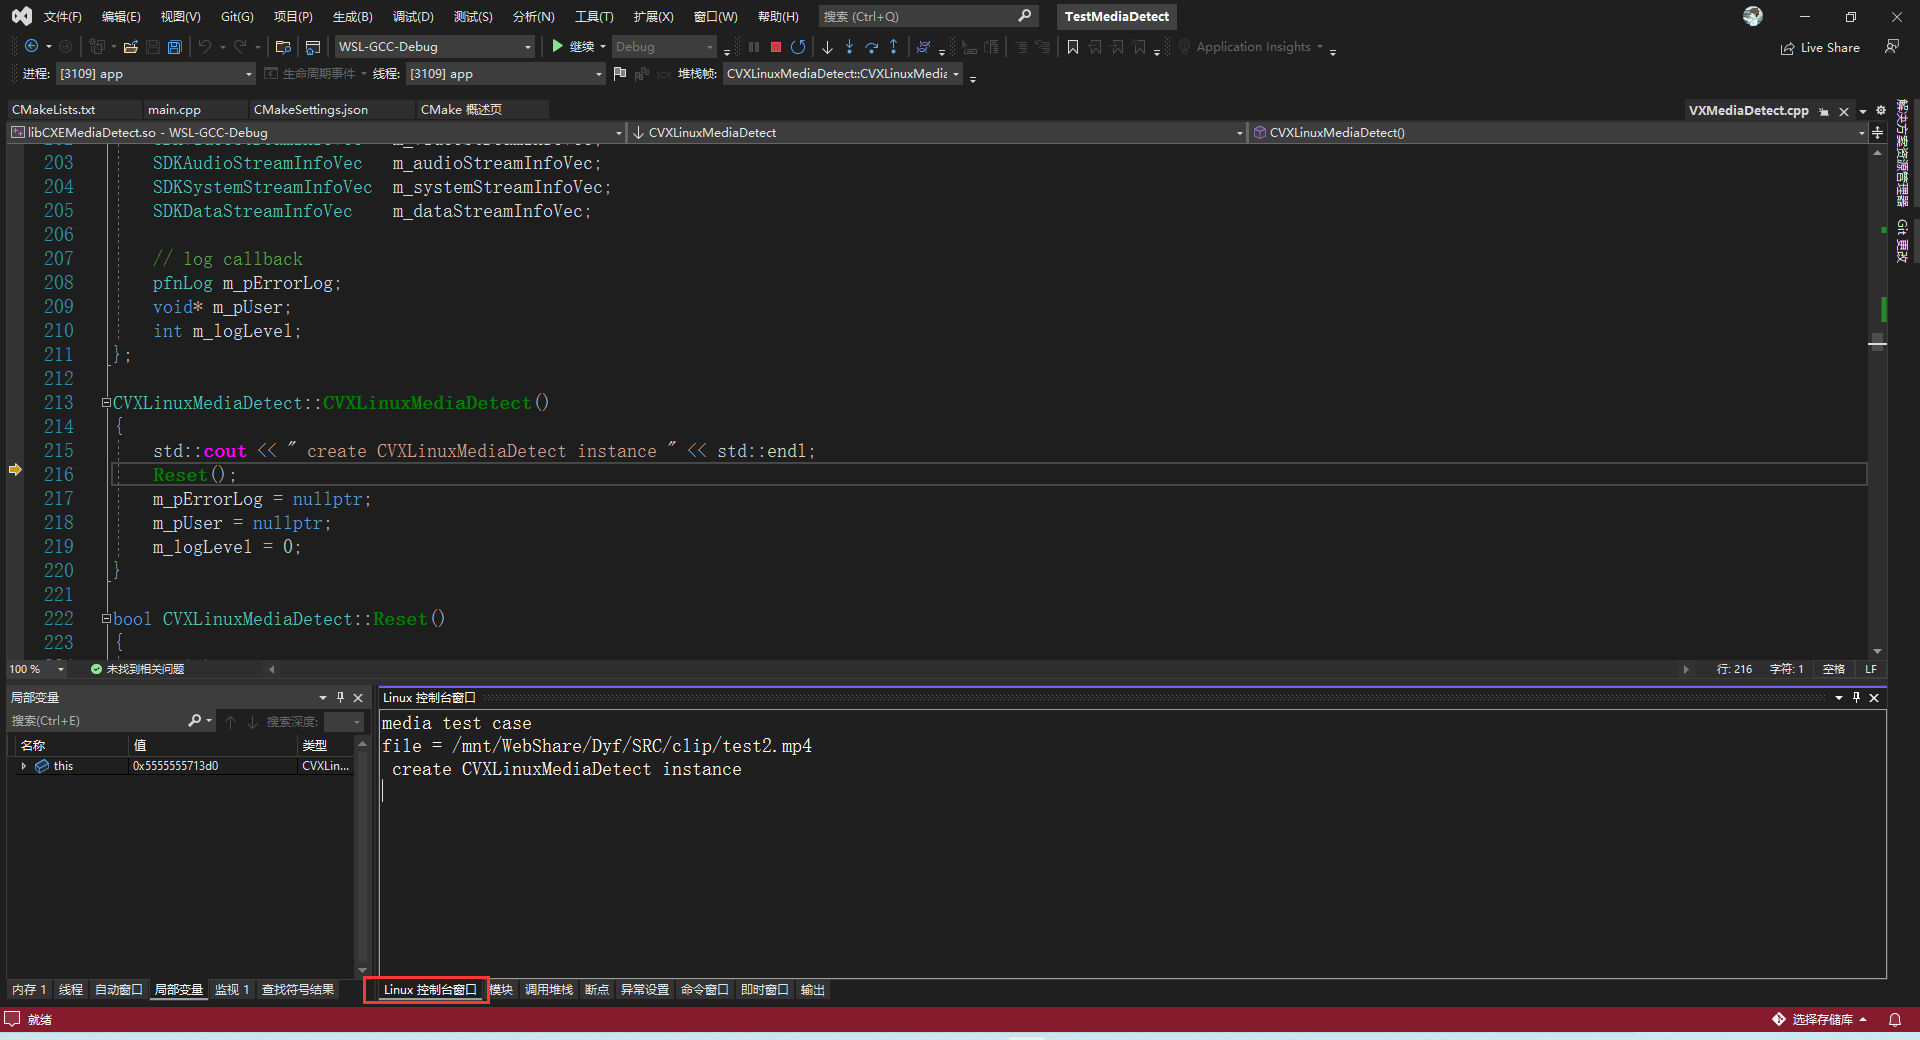 文件(F) 编辑(E) 视图(V) Git(G) 项目(P) 生成(B) 调试(D) 测试(S) 分析(N) 工具(T) 扩展(X) 窗口(W) 帮助(H) 搜索 (Ctrl+Q) TestMediaDetect
WSL-GCC-Debug 继续 Debug Application Insights Live Share
进程: [3109] app 生命周期事件 线程: [3109] app 堆栈帧: CVXLinuxMediaDetect::CVXLinuxMedia
CMakeLists.txt main.cpp CMakeSettings.json CMake 概述页 VXMediaDetect.cpp
libCXEMediaDetect.so - WSL-GCC-Debug CVXLinuxMediaDetect CVXLinuxMediaDetect()
203 SDKAudioStreamInfoVec m_audioStreamInfoVec;
204 SDKSystemStreamInfoVec m_systemStreamInfoVec;
205 SDKDataStreamInfoVec m_dataStreamInfoVec;
206
207 // log callback
208 pfnLog m_pErrorLog;
209 void* m_pUser;
210 int m_logLevel;
211 };
212
213 CVXLinuxMediaDetect::CVXLinuxMediaDetect()
214 {
215 std::cout << " create CVXLinuxMediaDetect instance " << std::endl;
216 Reset();
217 m_pErrorLog = nullptr;
218 m_pUser = nullptr;
219 m_logLevel = 0;
220 }
221
222 bool CVXLinuxMediaDetect::Reset()
223 {
100 % 未找到相关问题 行: 216 字符: 1 空格 LF
解决方案资源管理器
Git 更改
局部变量
搜索(Ctrl+E) 搜索深度:
名称 值 类型
this 0x5555555713d0 CVXLin...
Linux 控制台窗口
media test case
file = /mnt/WebShare/Dyf/SRC/clip/test2.mp4
create CVXLinuxMediaDetect instance
内存 1 线程 自动窗口 局部变量 监视 1 查找符号结果 Linux 控制台窗口 模块 调用堆栈 断点 异常设置 命令窗口 即时窗口 输出
就绪 选择存储库